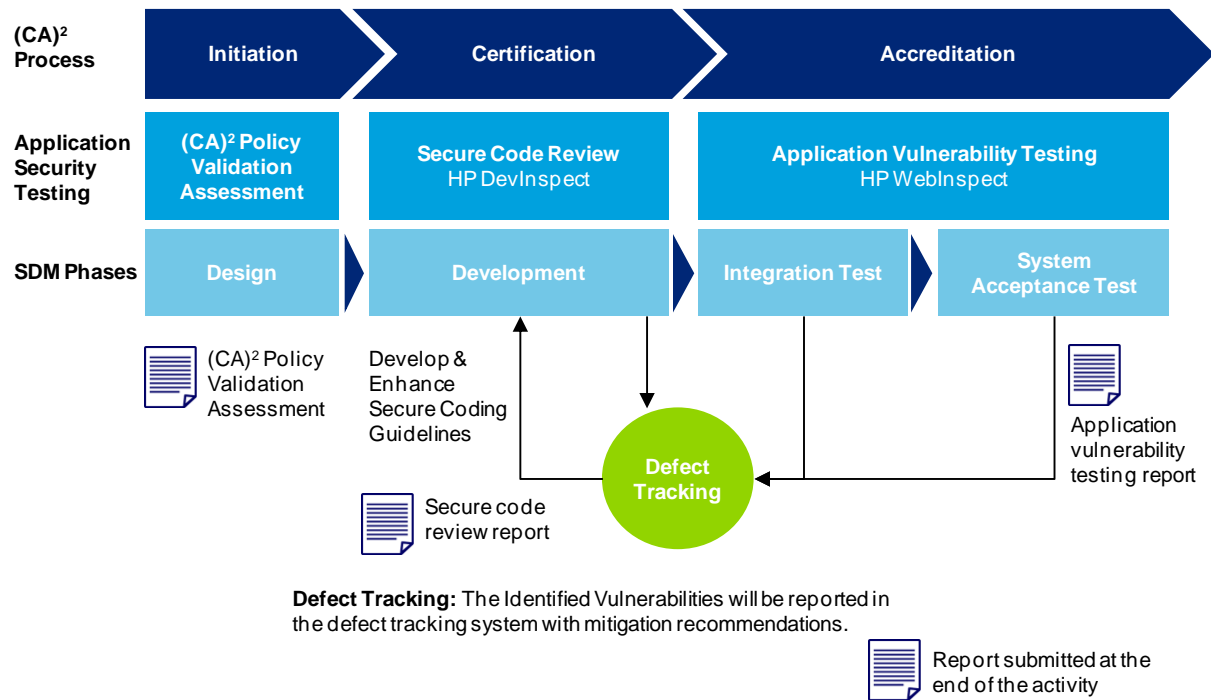 (CA)² Process
Initiation
Certification
Accreditation
Application
Security
Testing
(CA)² Policy
Validation
Assessment
Secure Code Review
HP DevInspect
Application Vulnerability Testing
HP WebInspect
SDM Phases
Design
Development
Integration Test
System
Acceptance Test
(CA)² Policy
Validation
Assessment
Develop &
Enhance
Secure Coding
Guidelines
Defect
Tracking
Application
vulnerability
testing report
Secure code
review report
Defect Tracking: The Identified Vulnerabilities will be reported in
the defect tracking system with mitigation recommendations.
Report submitted at the
end of the activity